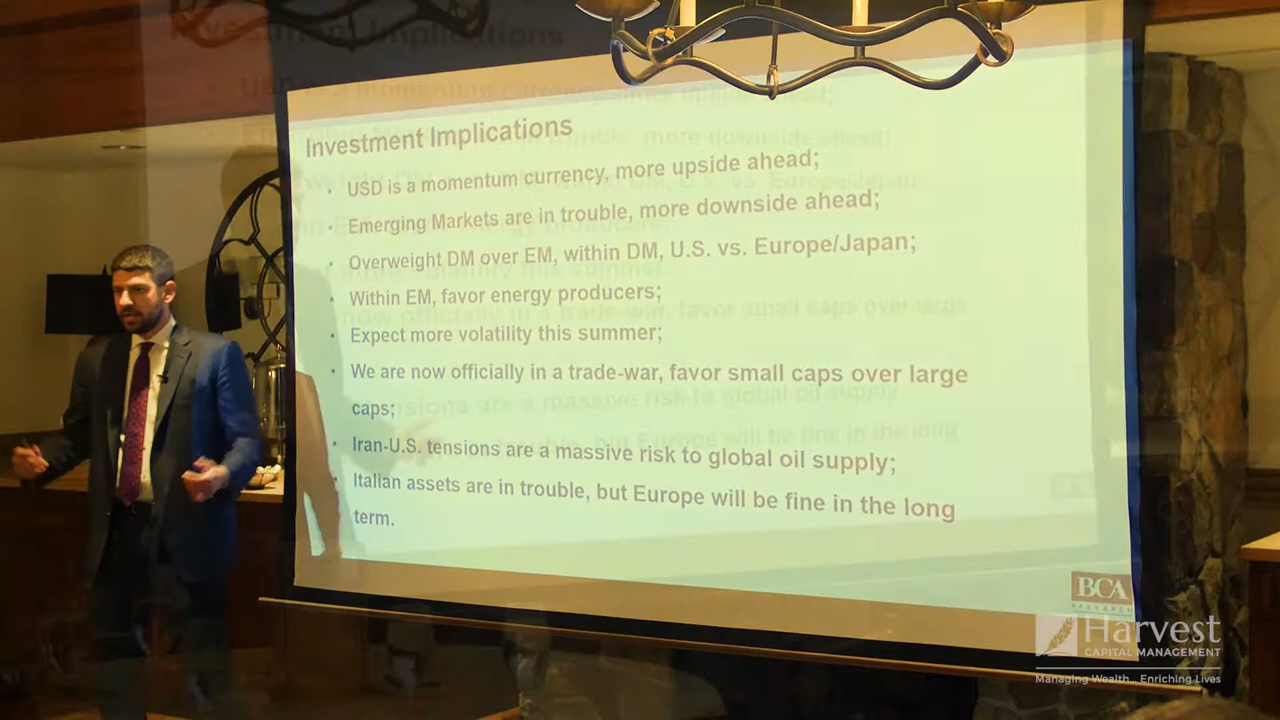 Investment Implications
• USD is a momentum currency, more upside ahead;
• Emerging Markets are in trouble, more downside ahead;
• Overweight DM over EM, within DM, U.S. vs. Europe/Japan;
• Within EM, favor energy producers;
• Expect more volatility this summer;
• We are now officially in a trade-war, favor small caps over large
caps;
• Iran-U.S. tensions are a massive risk to global oil supply;
• Italian assets are in trouble, but Europe will be fine in the long
term.
BCA
RESEARCH
Harvest
CAPITAL MANAGEMENT
Managing Wealth... Enriching Lives